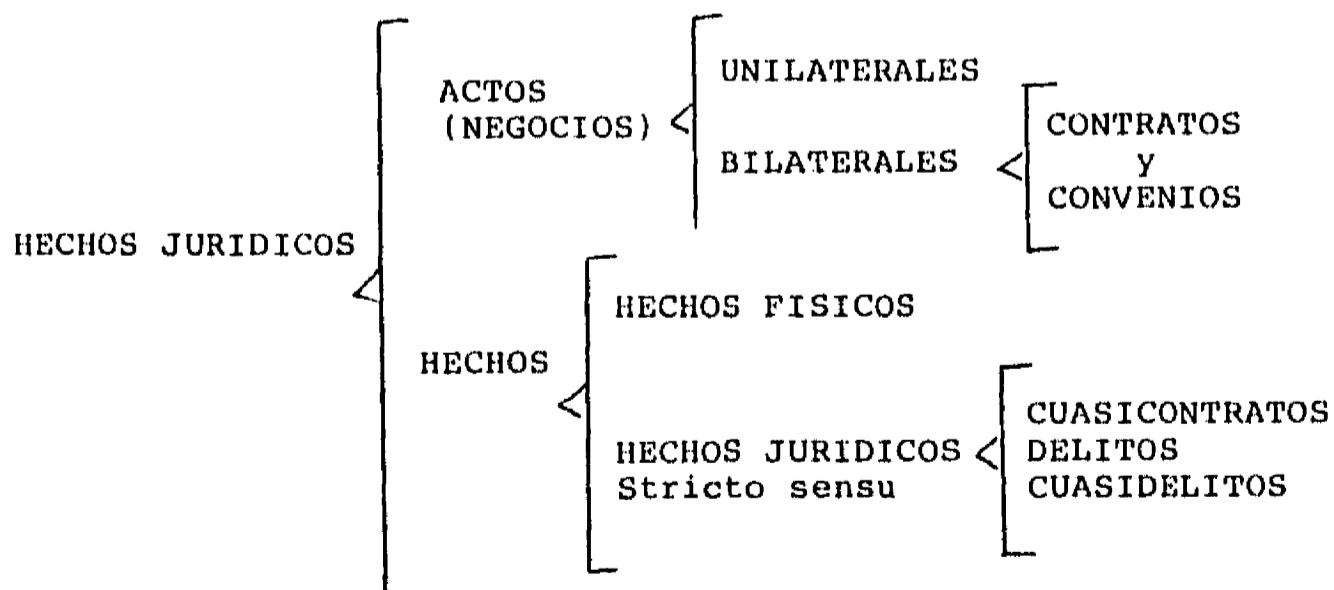 HECHOS JURIDICOS
ACTOS
(NEGOCIOS)
UNILATERALES
BILATERALES
CONTRATOS
y
CONVENIOS
HECHOS
HECHOS FISICOS
HECHOS JURIDICOS
Stricto sensu
CUASICONTRATOS
DELITOS
CUASIDELITOS